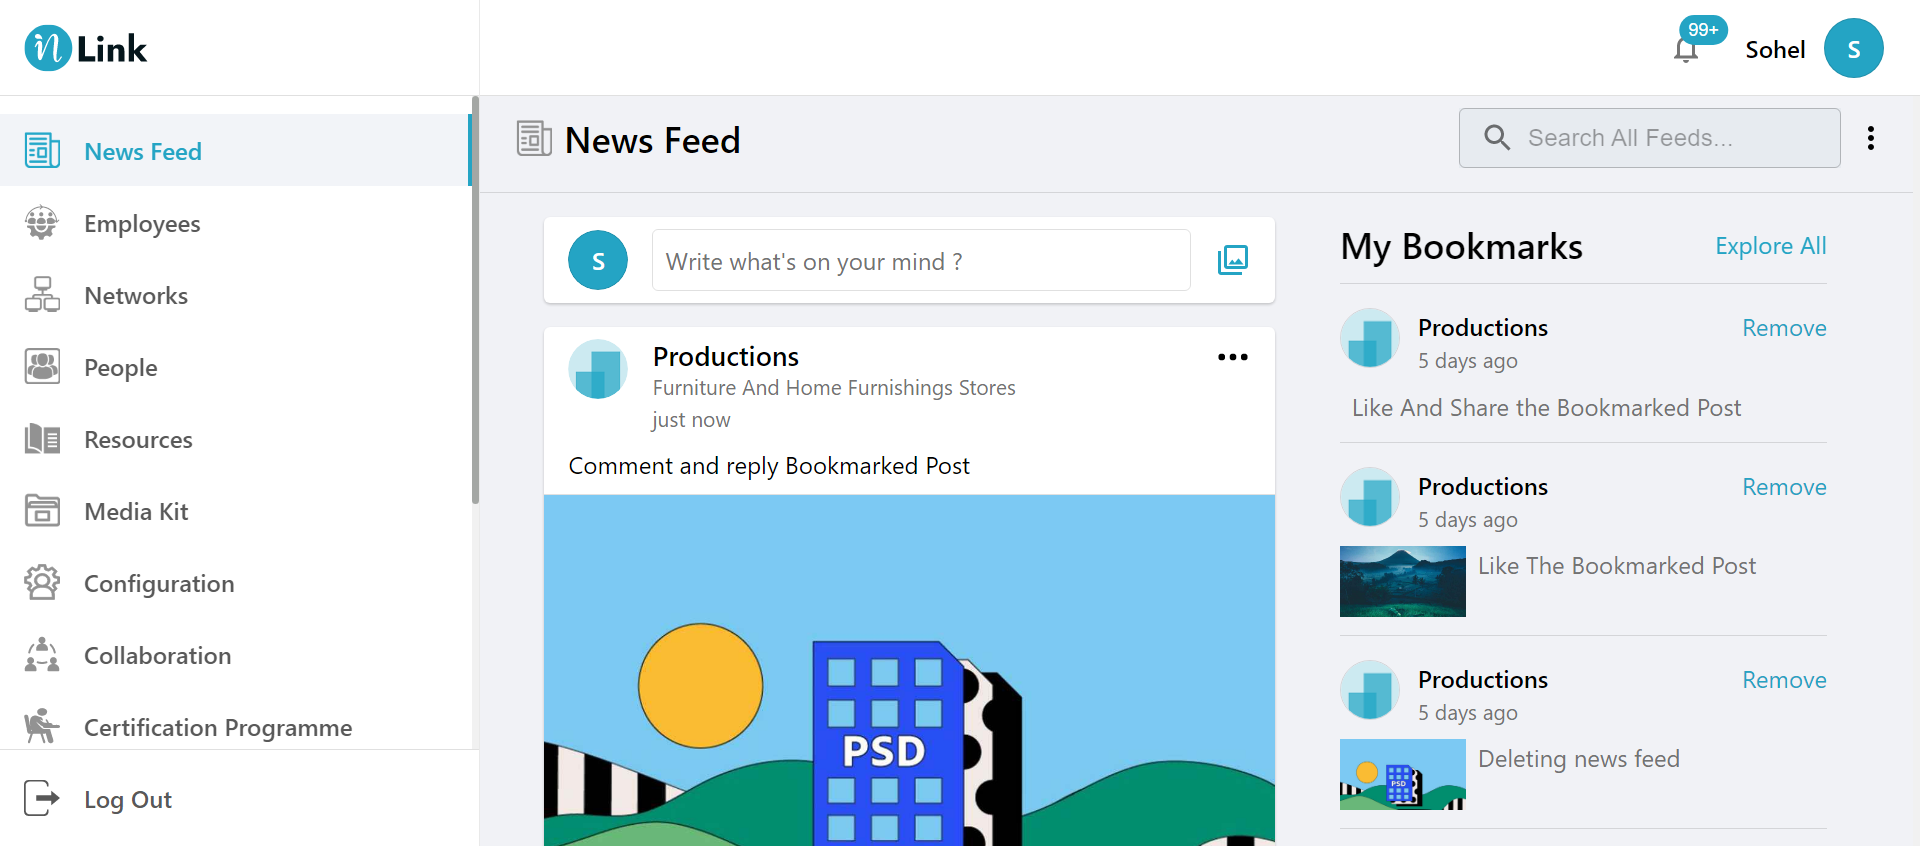 n Link
99+
Sohel
S
News Feed
Employees
Networks
People
Resources
Media Kit
Configuration
Collaboration
Certification Programme
Log Out
News Feed
Search All Feeds...
S
Write what's on your mind ?
Productions
Furniture And Home Furnishings Stores
just now
Comment and reply Bookmarked Post
PSD
My Bookmarks
Explore All
Productions
Remove
5 days ago
Like And Share the Bookmarked Post
Productions
Remove
5 days ago
Like The Bookmarked Post
Productions
Remove
5 days ago
Deleting news feed
PSD